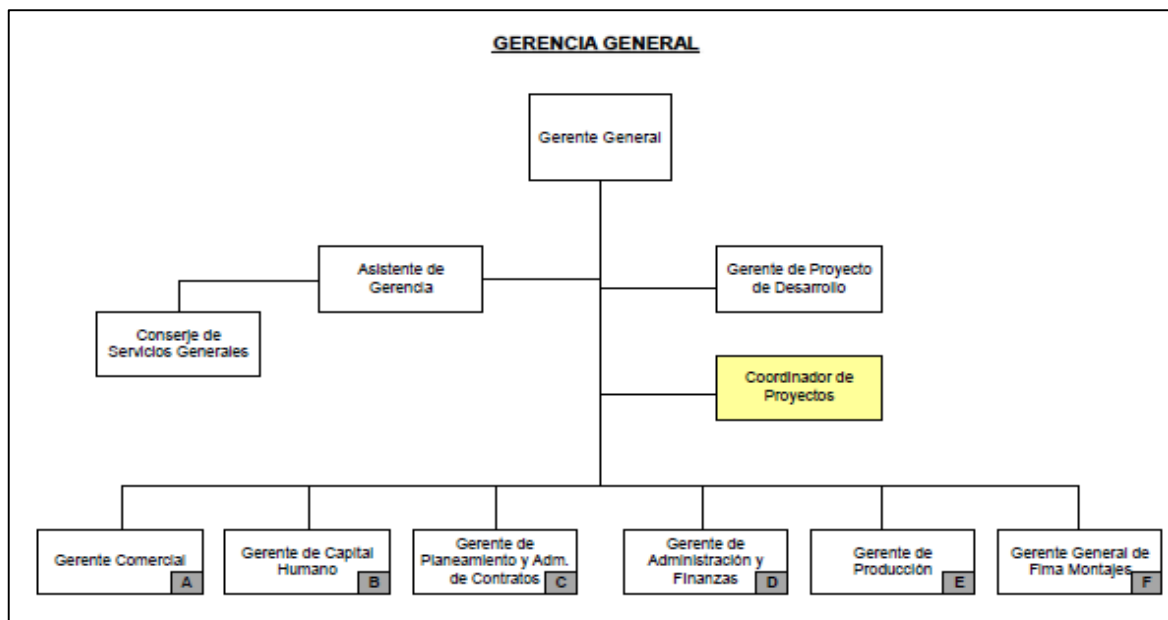 GERENCIA GENERAL
Gerente General
Asistente de
Gerencia
Gerente de Proyecto
de Desarrollo
Conserje de
Servicios Generales
Coordinador de
Proyectos
Gerente Comercial
A
Gerente de Capital
Humano
B
Gerente de
Planeamiento y Adm.
de Contratos
C
Gerente de
Administración y
Finanzas
D
Gerente de
Producción
E
Gerente General de
Fima Montajes
F